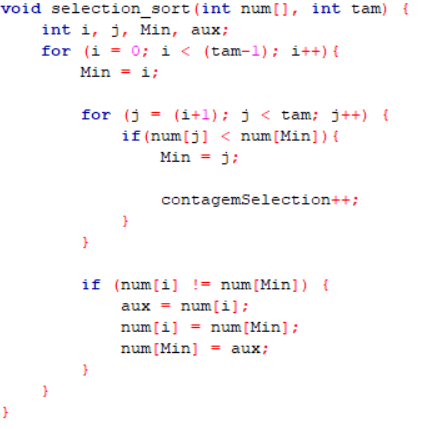 void selection_sort(int num[], int tam) {
    int i, j, Min, aux;
    for (i = 0; i < (tam-1); i++){
        Min = i;

        for (j = (i+1); j < tam; j++) {
            if(num[j] < num[Min]){
                Min = j;

                contagemSelection++;
            }
        }

        if (num[i] != num[Min]) {
            aux = num[i];
            num[i] = num[Min];
            num[Min] = aux;
        }
    }
}